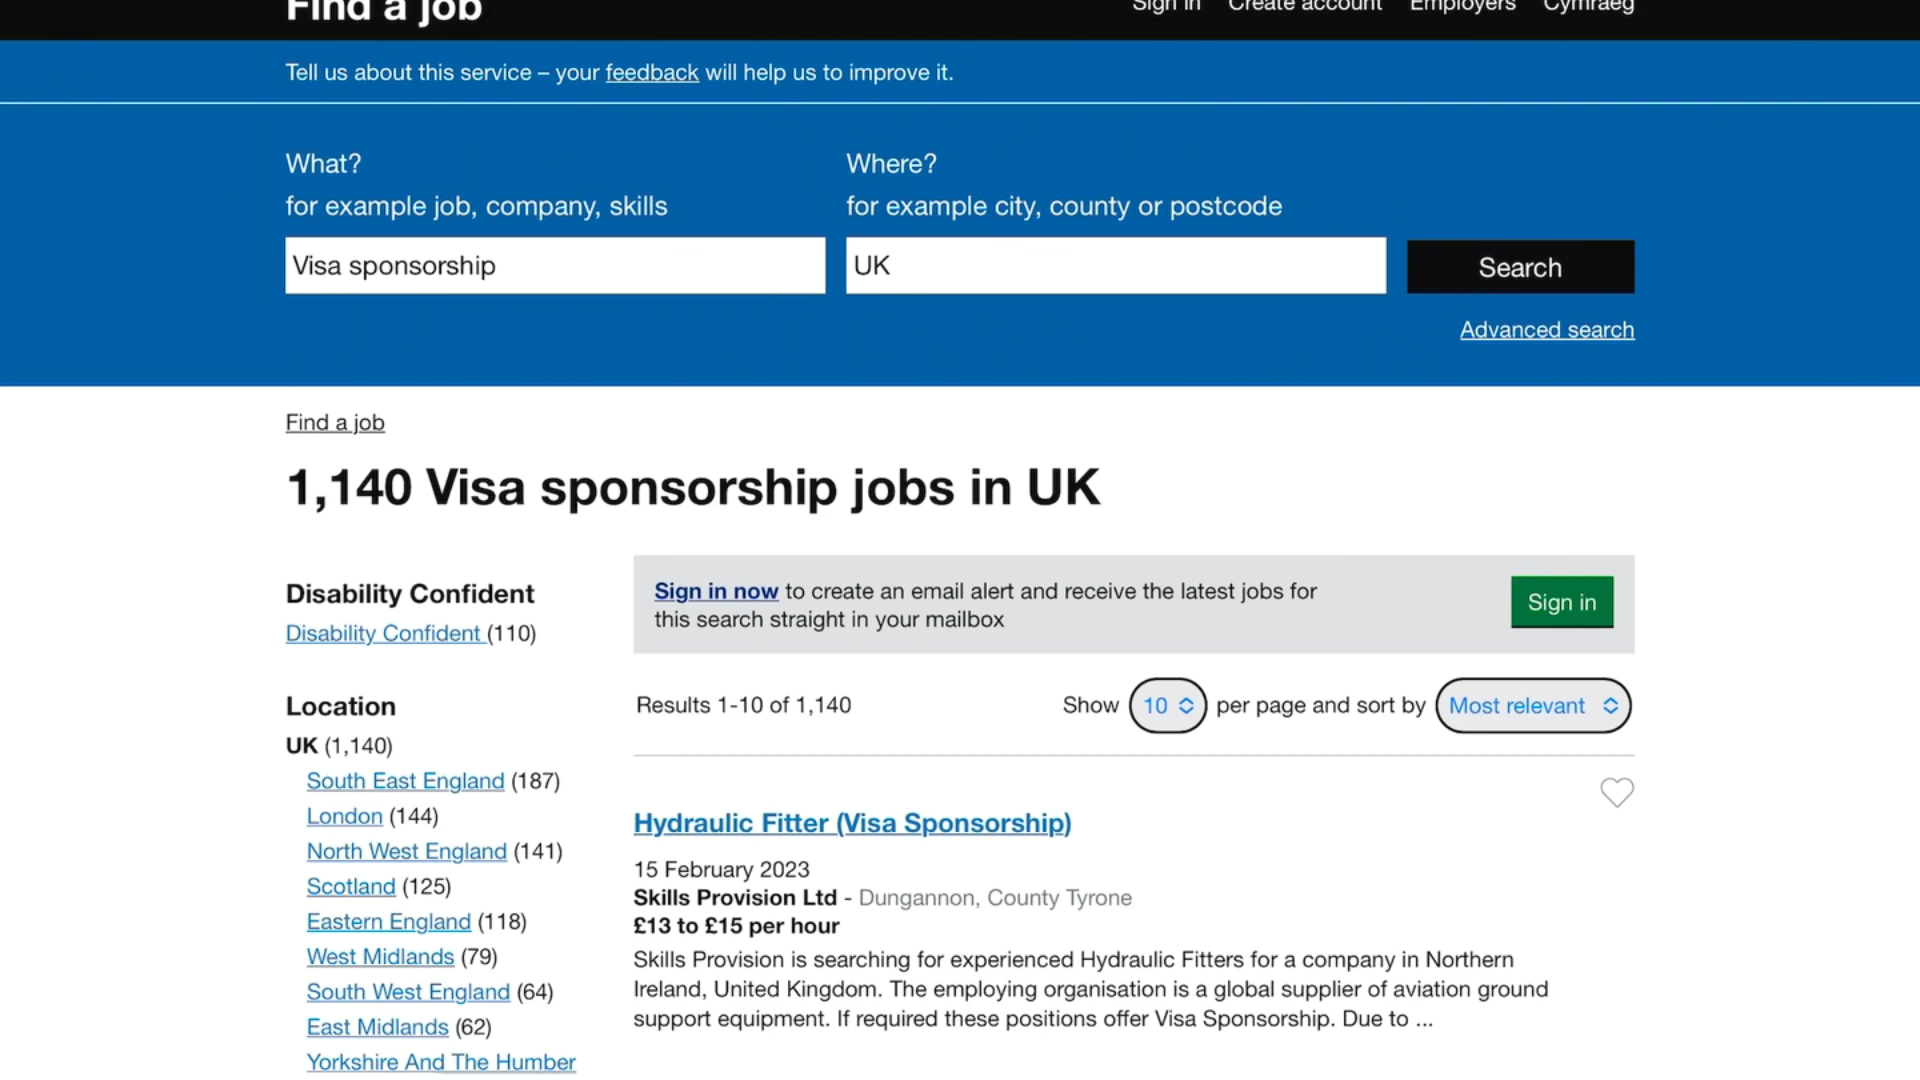 Find a job
Sign in Create account Employers Cymraeg
Tell us about this service – your feedback will help us to improve it.
What?
for example job, company, skills
Visa sponsorship
Where?
for example city, county or postcode
UK
Search
Advanced search
Find a job
1,140 Visa sponsorship jobs in UK
Disability Confident
Disability Confident (110)
Location
UK (1,140)
South East England (187)
London (144)
North West England (141)
Scotland (125)
Eastern England (118)
West Midlands (79)
South West England (64)
East Midlands (62)
Yorkshire And The Humber
Sign in now to create an email alert and receive the latest jobs for
this search straight in your mailbox
Sign in
Results 1-10 of 1,140
Show 10 per page and sort by Most relevant
Hydraulic Fitter (Visa Sponsorship)
15 February 2023
Skills Provision Ltd - Dungannon, County Tyrone
£13 to £15 per hour
Skills Provision is searching for experienced Hydraulic Fitters for a company in Northern
Ireland, United Kingdom. The employing organisation is a global supplier of aviation ground
support equipment. If required these positions offer Visa Sponsorship. Due to ...